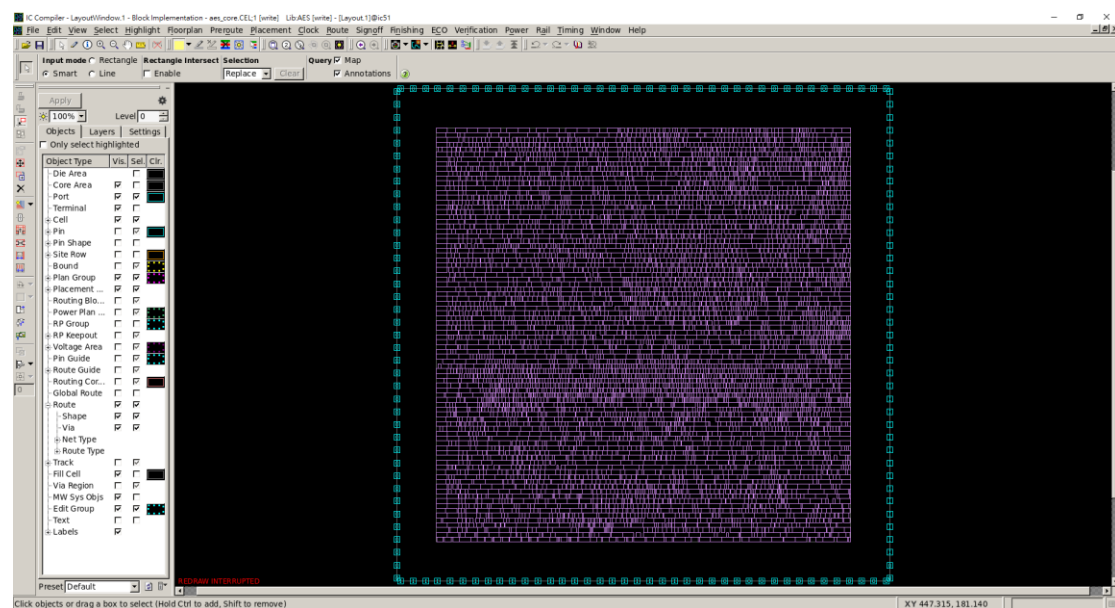 IC Compiler - LayoutWindow.1 - Block Implementation - aes_core.CEL;1 [write] Lib:AES [write] - [Layout.1]@ic51
File Edit View Select Highlight Floorplan Preroute Placement Clock Route Signoff Finishing ECO Verification Power Rail Timing Window Help
Input mode Rectangle Rectangle Intersect Selection Query Map
Smart Line Enable Replace Clear Annotations
Apply
100% Level 0
Objects Layers Settings
Only select highlighted
Object Type Vis. Sel. Clr.
Die Area
Core Area
Port
Terminal
Cell
Pin
Pin Shape
Site Row
Bound
Plan Group
Placement ...
Routing Blo...
Power Plan ...
RP Group
RP Keepout
Voltage Area
Pin Guide
Route Guide
Routing Cor...
Global Route
Route
Shape
Via
Net Type
Route Type
Track
Fill Cell
Via Region
MW Sys Objs
Edit Group
Text
Labels
0
Preset Default
REDRAW INTERRUPTED
Click objects or drag a box to select (Hold Ctrl to add, Shift to remove) XY 447.315, 181.140